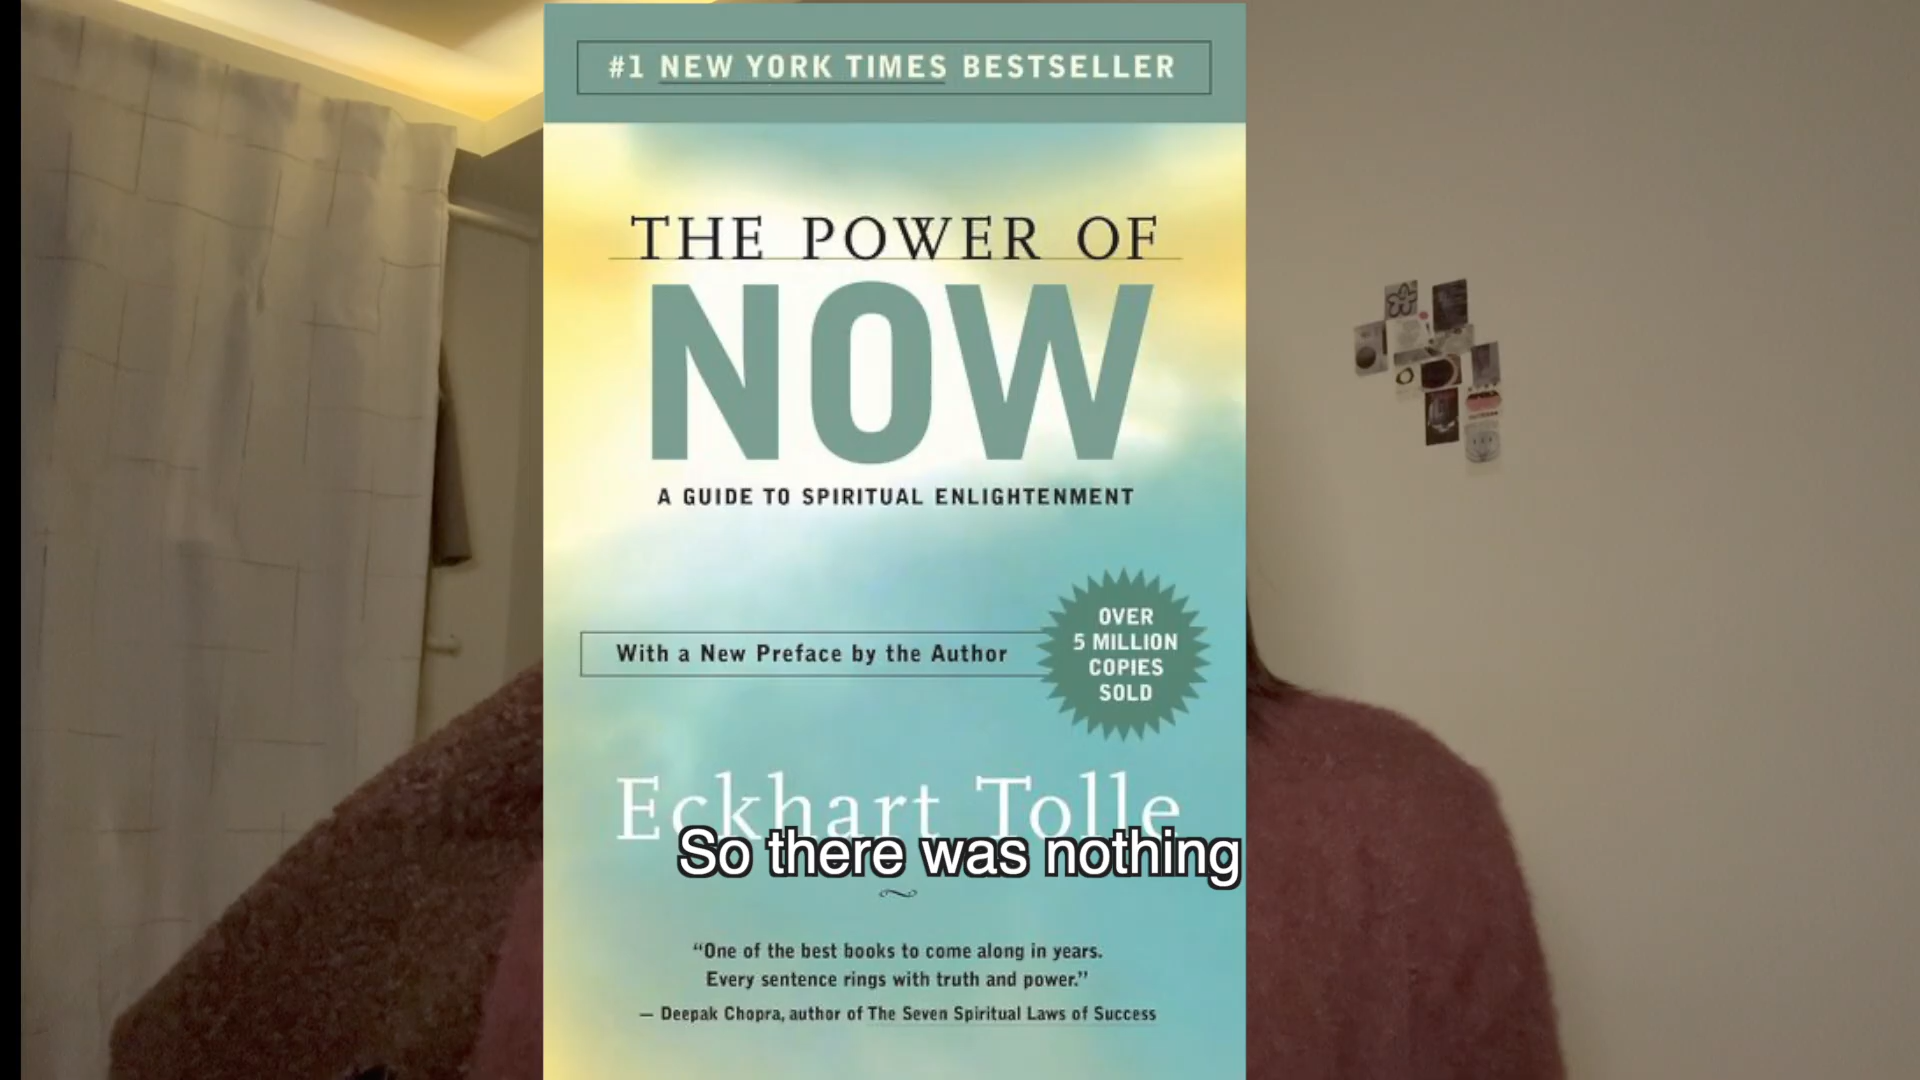 #1 NEW YORK TIMES BESTSELLER
THE POWER OF
NOW
A GUIDE TO SPIRITUAL ENLIGHTENMENT
With a New Preface by the Author
OVER
5 MILLION
COPIES
SOLD
Eckhart Tolle
So there was nothing
“One of the best books to come along in years.
Every sentence rings with truth and power.”
— Deepak Chopra, author of The Seven Spiritual Laws of Success